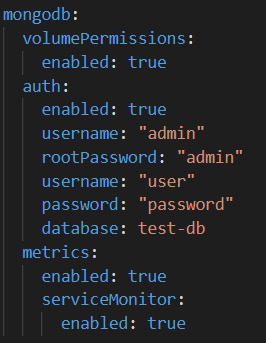 mongodb:
  volumePermissions:
    enabled: true
  auth:
    enabled: true
    username: "admin"
    rootPassword: "admin"
    username: "user"
    password: "password"
    database: test-db
  metrics:
    enabled: true
    serviceMonitor:
      enabled: true